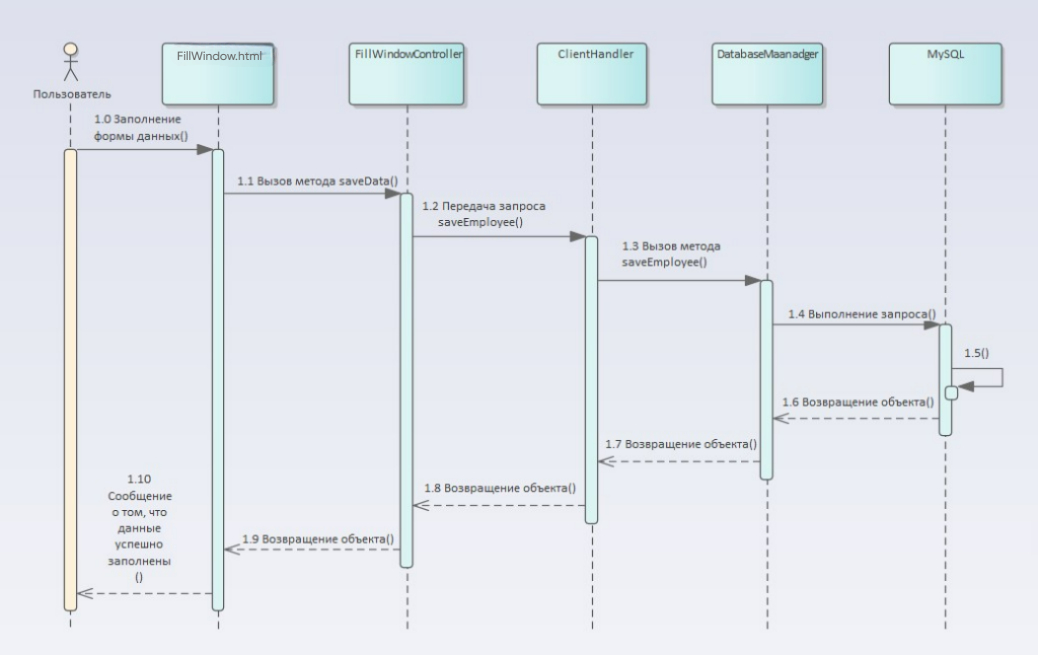 FillWindow.html
FillWindowController
ClientHandler
DatabaseMaanadger
MySQL
Пользователь
1.0 Заполнение
формы данных()
1.1 Вызов метода saveData()
1.2 Передача запроса
saveEmployee()
1.3 Вызов метода
saveEmployee()
1.4 Выполнение запроса()
1.5()
1.6 Возвращение объекта()
1.7 Возвращение объекта()
1.8 Возвращение объекта()
1.9 Возвращение объекта()
1.10
Сообщение
о том, что
данные
успешно
заполнены
()